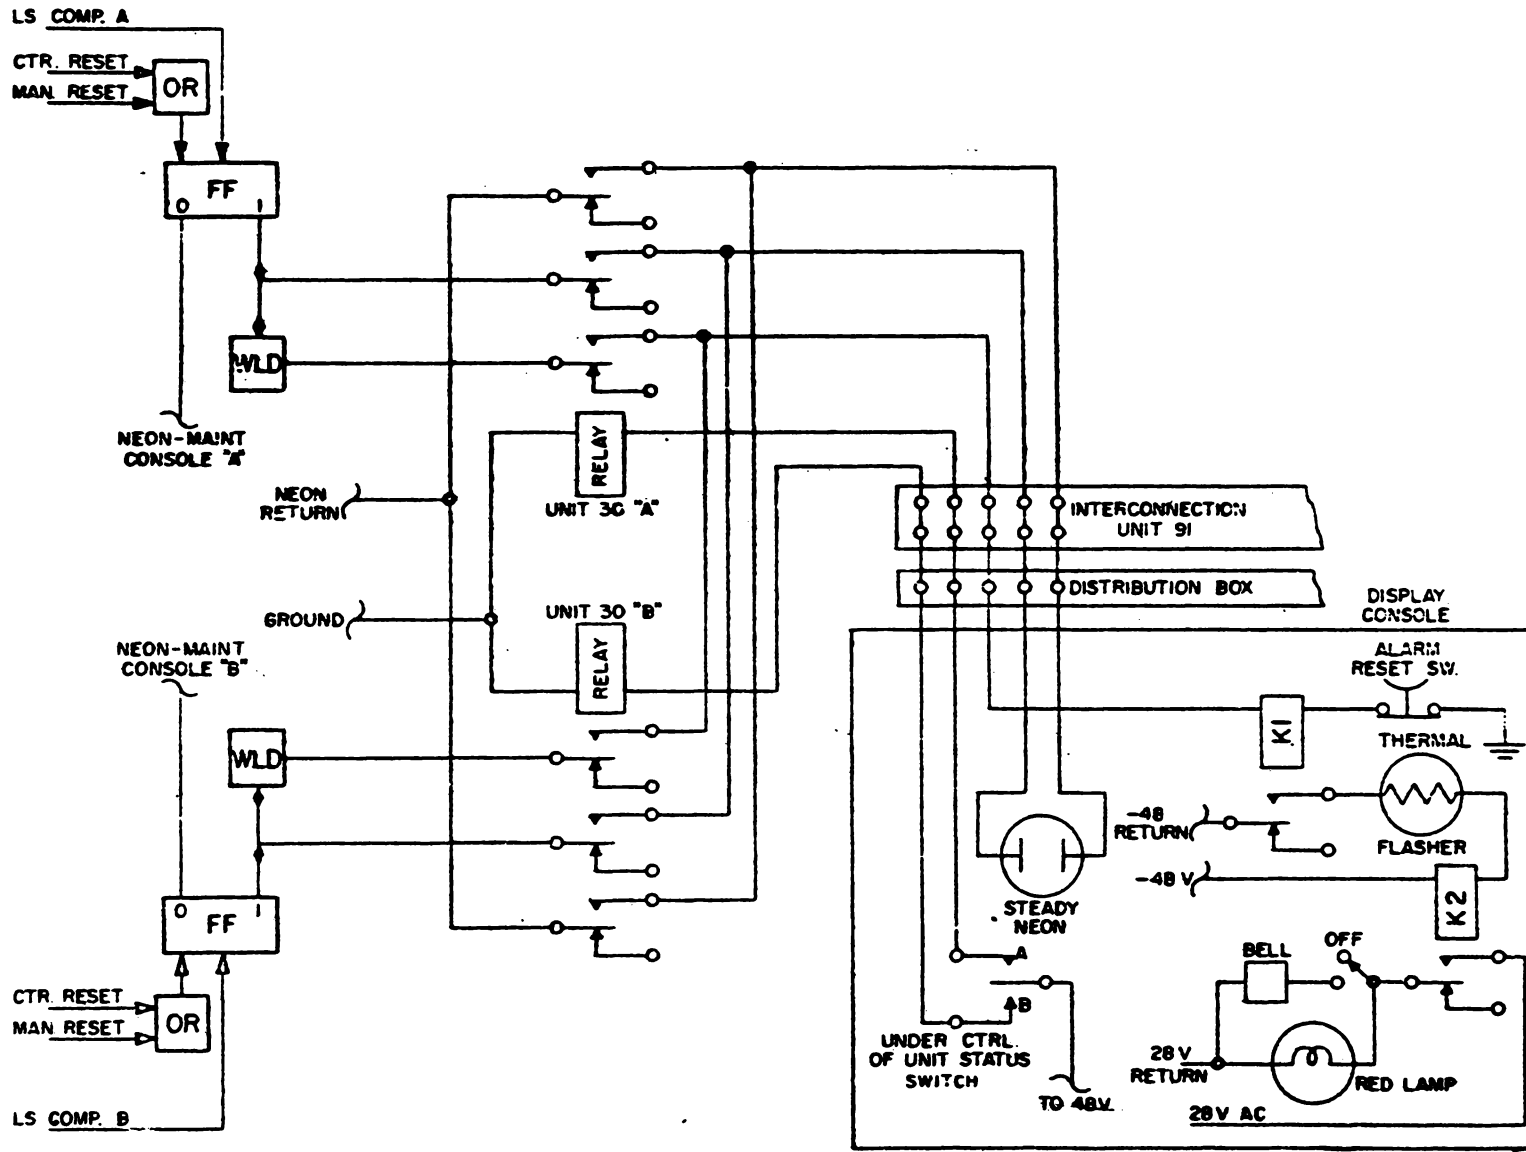 LS COMP. A
CTR. RESET
MAN. RESET
OR
FF
0 1
WLD
NEON-MAINT
CONSOLE "A"
NEON
RETURN
RELAY
UNIT 30 "A"
INTERCONNECTION
UNIT 91
DISTRIBUTION BOX
GROUND
UNIT 30 "B"
RELAY
DISPLAY
CONSOLE
ALARM
RESET SW.
K1
THERMAL
FLASHER
-48
RETURN
-48 V
K2
STEADY
NEON
A
B
UNDER CTRL.
OF UNIT STATUS
SWITCH
TO 48V
BELL
OFF
28 V
RETURN
RED LAMP
28V AC
NEON-MAINT
CONSOLE "B"
WLD
0 1
FF
CTR. RESET
MAN RESET
OR
LS COMP. B